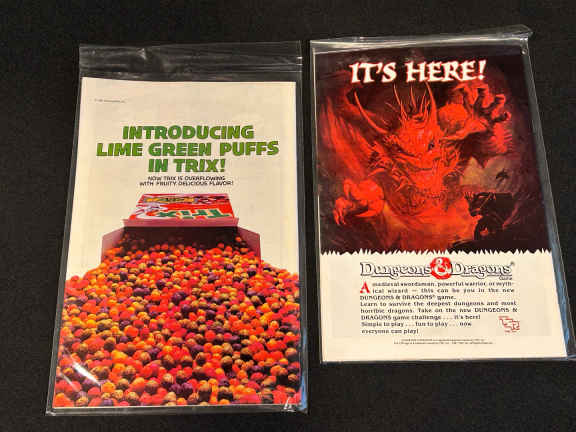 INTRODUCING
LIME GREEN PUFFS
IN TRIX!
NOW TRIX IS OVERFLOWING
WITH FRUITY DELICIOUS FLAVOR!
Trix
IT'S HERE!
Dungeons & Dragons®
Game
A medieval swordsman, powerful warrior, or myth-
ical wizard — this can be you in the new
DUNGEONS & DRAGONS® game.
Learn to survive the deepest dungeons and most
horrible dragons. Take on the new DUNGEONS &
DRAGONS game challenge . . . it's here!
Simple to play . . . fun to play . . . now
everyone can play!